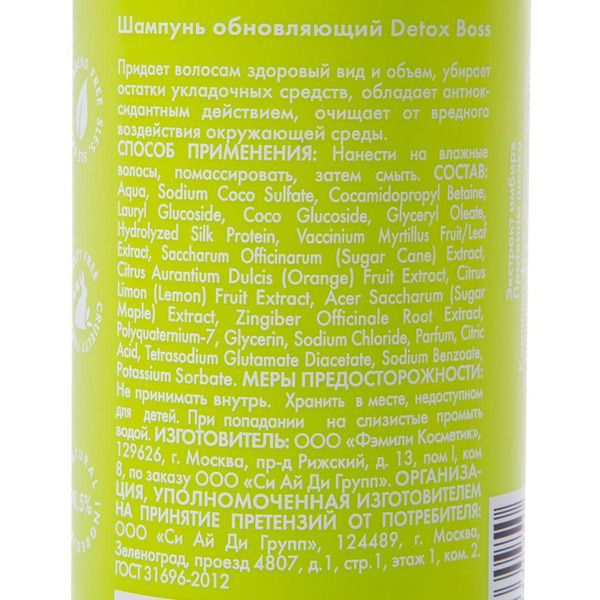 Шампунь обновляющий Detox Boss
Придает волосам здоровый вид и объем, убирает
остатки укладочных средств, обладает антиок-
сидантным действием, очищает от вредного
воздействия окружающей среды.
СПОСОБ ПРИМЕНЕНИЯ: Нанести на влажные
волосы, помассировать, затем смыть. СОСТАВ:
Aqua, Sodium Coco Sulfate, Cocamidopropyl Betaine,
Lauryl Glucoside, Coco Glucoside, Glyceryl Oleate,
Hydrolyzed Silk Protein, Vaccinium Myrtillus Fruit/Leaf
Extract, Saccharum Officinarum (Sugar Cane) Extract,
Citrus Aurantium Dulcis (Orange) Fruit Extract, Citrus
Limon (Lemon) Fruit Extract, Acer Saccharum (Sugar
Maple) Extract, Zingiber Officinale Root Extract,
Polyquaternium-7, Glycerin, Sodium Chloride, Parfum, Citric
Acid, Tetrasodium Glutamate Diacetate, Sodium Benzoate,
Potassium Sorbate. МЕРЫ ПРЕДОСТОРОЖНОСТИ:
Не принимать внутрь. Хранить в месте, недоступном
для детей. При попадании на слизистые промыть
водой. ИЗГОТОВИТЕЛЬ: ООО «Фэмили Косметик»,
129626, г. Москва, пр-д Рижский, д. 13, пом I, ком
8, по заказу ООО «Си Ай Ди Групп». ОРГАНИЗА-
ЦИЯ, УПОЛНОМОЧЕННАЯ ИЗГОТОВИТЕЛЕМ
НА ПРИНЯТИЕ ПРЕТЕНЗИЙ ОТ ПОТРЕБИТЕЛЯ:
ООО «Си Ай Ди Групп», 124489, г. Москва,
Зеленоград, проезд 4807, д.1, стр.1, этаж 1, ком. 2.
ГОСТ 31696-2012
FREE SLES
CRUELTY FREE
Экстракт имбиря